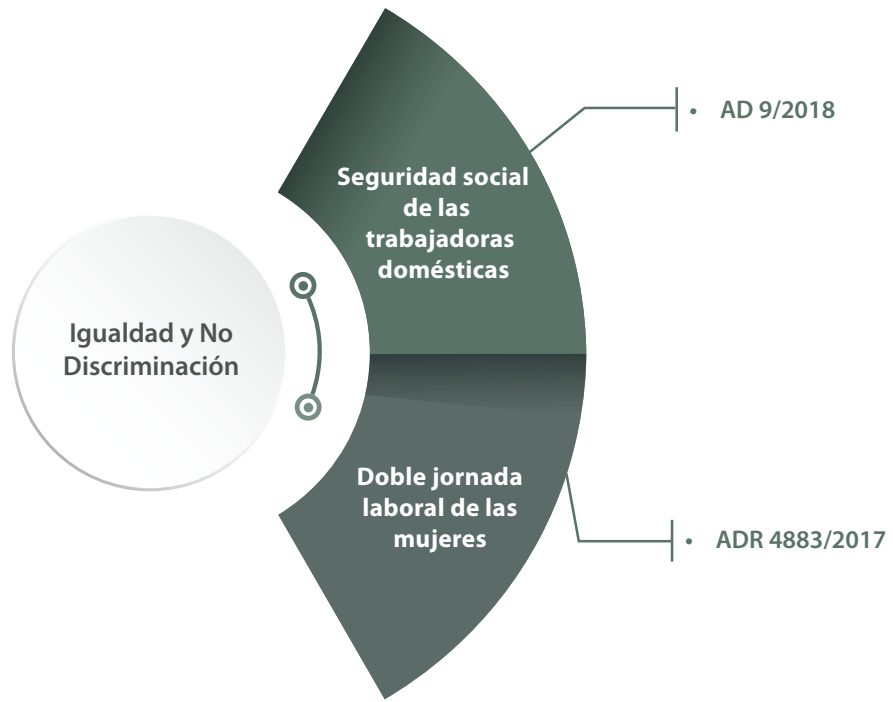 Igualdad y No
Discriminación
Seguridad social
de las
trabajadoras
domésticas
• AD 9/2018
Doble jornada
laboral de las
mujeres
• ADR 4883/2017